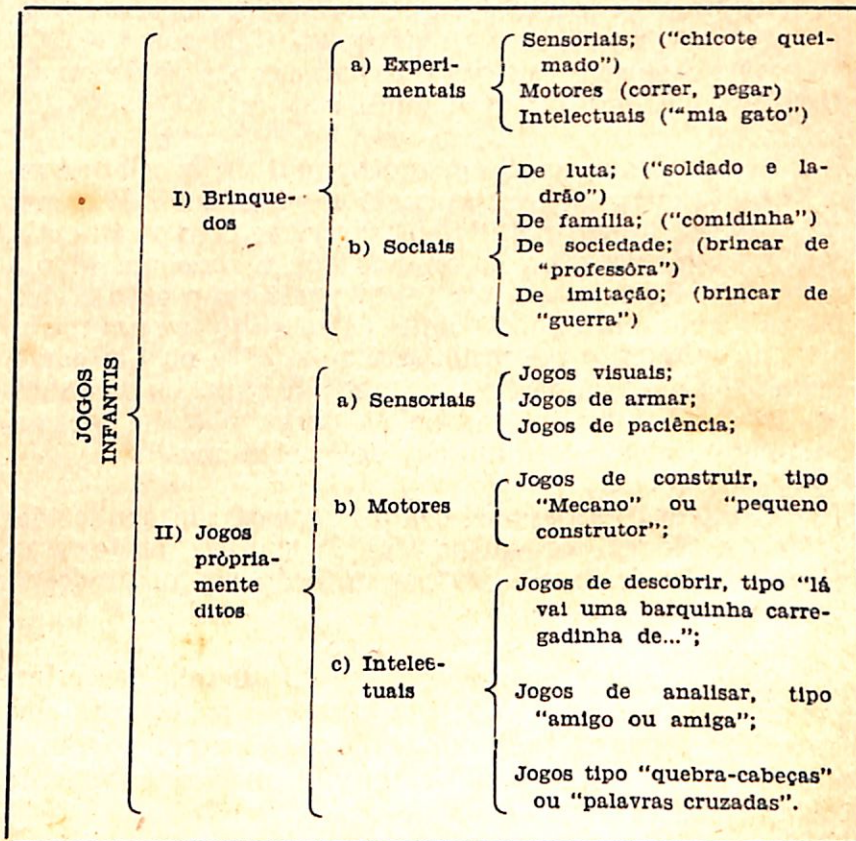 JOGOS
INFANTIS
I) Brinque-
dos
a) Experi-
mentais
Sensoriais; ("chicote quei-
mado")
Motores (correr, pegar)
Intelectuais ("“mia gato")
b) Sociais
De luta; ("soldado e la-
drão")
De família; ("comidinha")
De sociedade; (brincar de
"professôra")
De imitação; (brincar de
"guerra")
II) Jogos
pròpria-
mente
ditos
a) Sensoriais
Jogos visuais;
Jogos de armar;
Jogos de paciência;
b) Motores
Jogos de construir, tipo
"Mecano" ou "pequeno
construtor";
c) Intelec-
tuais
Jogos de descobrir, tipo "lá
vai uma barquinha carre-
gadinha de...";
Jogos de analisar, tipo
"amigo ou amiga";
Jogos tipo "quebra-cabeças"
ou "palavras cruzadas".